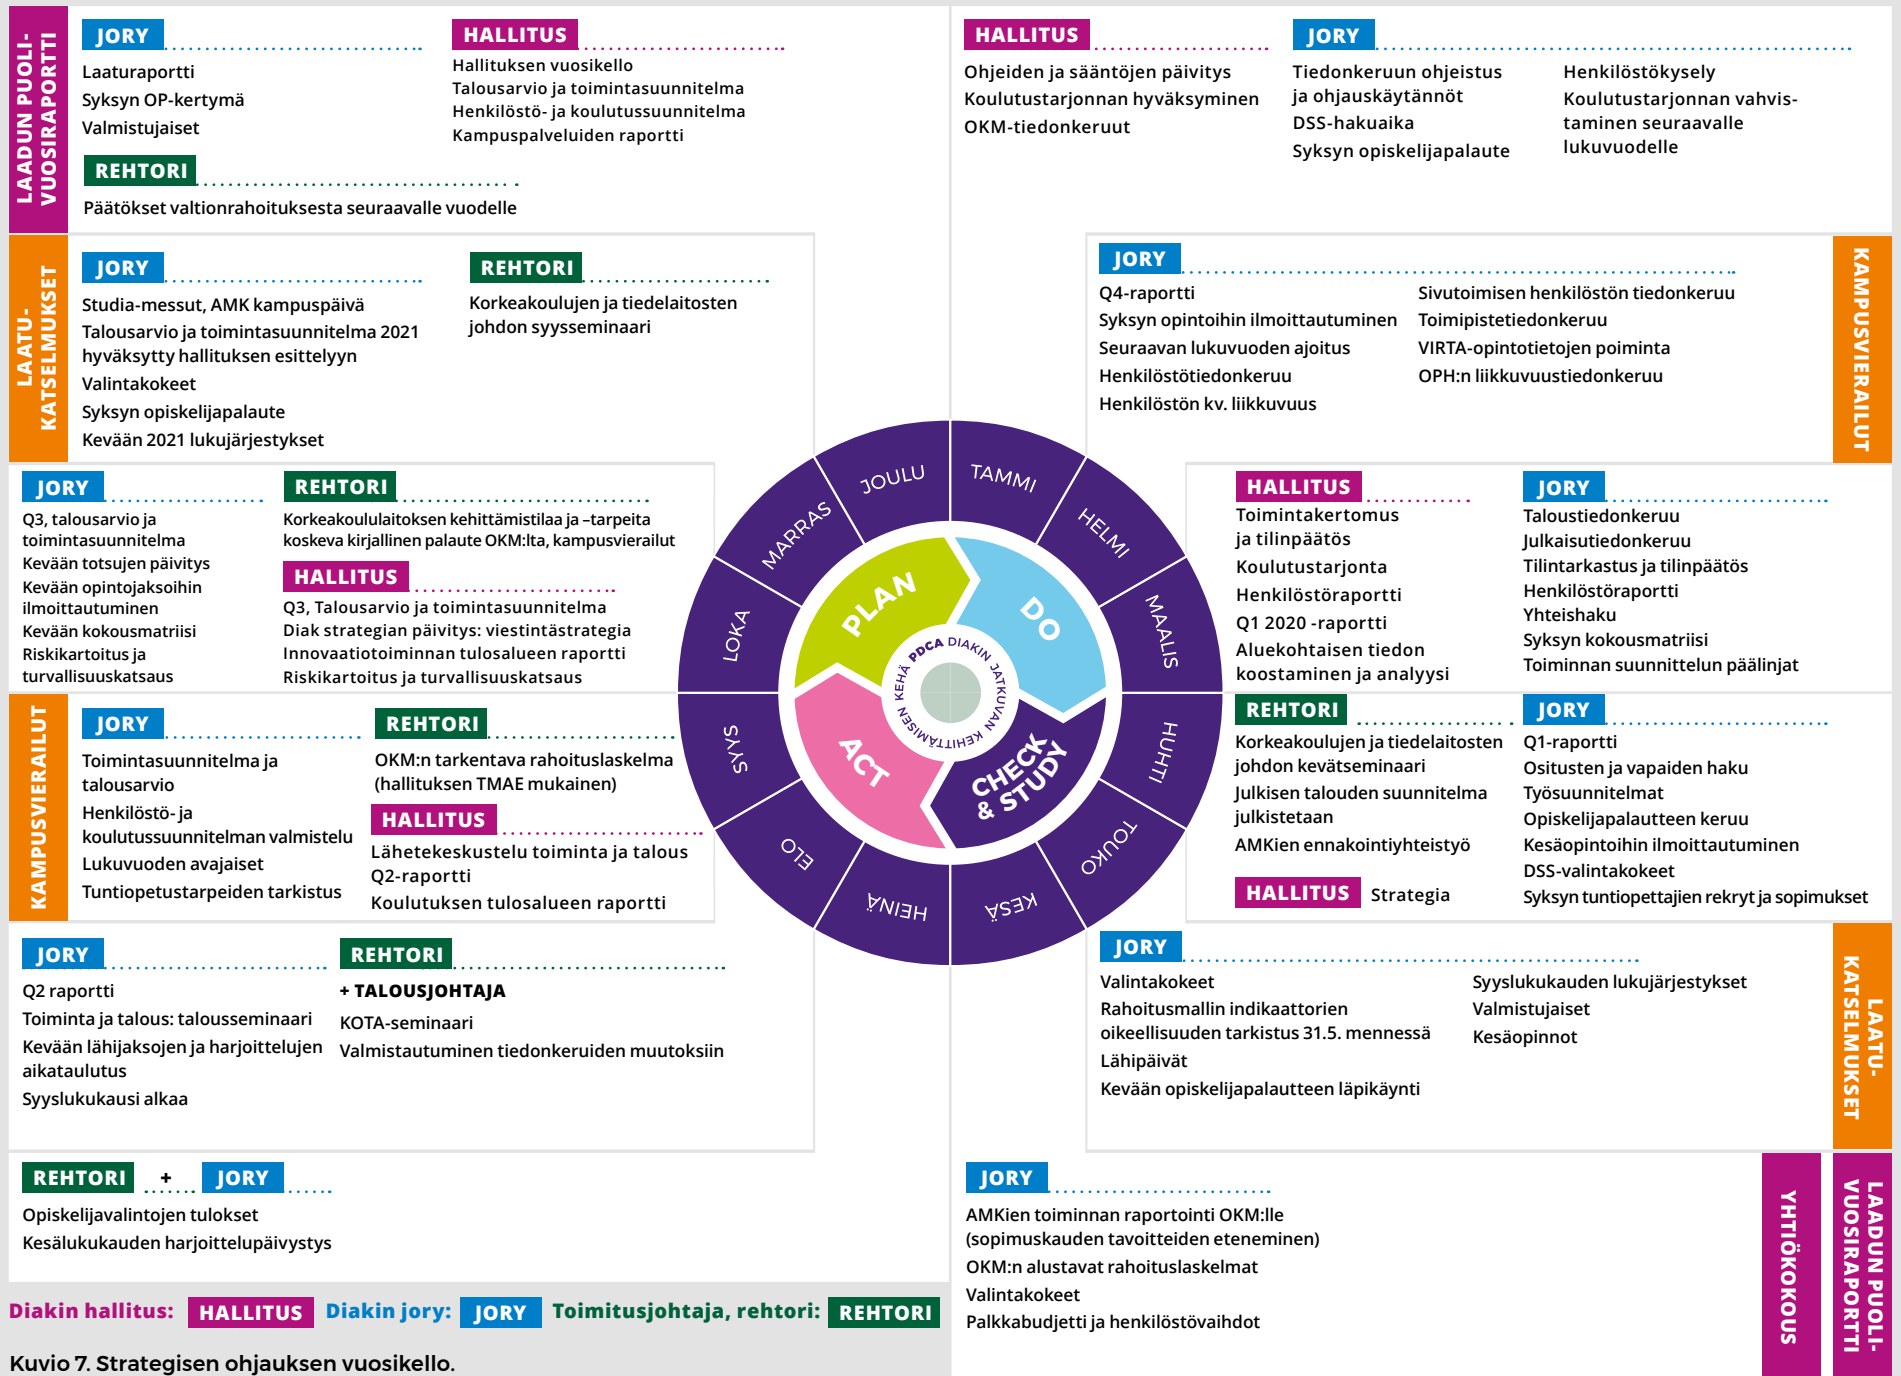 LAADUN PUOLI-
VUOSIRAPORTTI
JORY
Laaturaportti
Syksyn OP-kertymä
Valmistujaiset
HALLITUS
Hallituksen vuosikello
Talousarvio ja toimintasuunnitelma
Henkilöstö- ja koulutussuunnitelma
Kampuspalveluiden raportti
REHTORI
Päätökset valtionrahoituksesta seuraavalle vuodelle
HALLITUS
Ohjeiden ja sääntöjen päivitys
Koulutustarjonnan hyväksyminen
OKM-tiedonkeruut
JORY
Tiedonkeruun ohjeistus
ja ohjauskäytännöt
DSS-hakuaika
Syksyn opiskelijapalaute
Henkilöstökysely
Koulutustarjonnan vahvis-
taminen seuraavalle
lukuvuodelle
LAATU-
KATSELMUKSET
JORY
Studia-messut, AMK kampuspäivä
Talousarvio ja toimintasuunnitelma 2021
hyväksytty hallituksen esittelyyn
Valintakokeet
Syksyn opiskelijapalaute
Kevään 2021 lukujärjestykset
REHTORI
Korkeakoulujen ja tiedelaitosten
johdon syysseminaari
JORY
Q4-raportti
Syksyn opintoihin ilmoittautuminen
Seuraavan lukuvuoden ajoitus
Henkilöstötiedonkeruu
Henkilöstön kv. liikkuvuus
Sivutoimisen henkilöstön tiedonkeruu
Toimipistetiedonkeruu
VIRTA-opintotietojen poiminta
OPH:n liikkuvuustiedonkeruu
KAMPUSVIERAILUT
JORY
Q3, talousarvio ja
toimintasuunnitelma
Kevään totsujen päivitys
Kevään opintojaksoihin
ilmoittautuminen
Kevään kokousmatriisi
Riskikartoitus ja
turvallisuuskatsaus
REHTORI
Korkeakoululaitoksen kehittämistilaa ja –tarpeita
koskeva kirjallinen palaute OKM:lta, kampusvierailut
HALLITUS
Q3, Talousarvio ja toimintasuunnitelma
Diak strategian päivitys: viestintästrategia
Innovaatiotoiminnan tulosalueen raportti
Riskikartoitus ja turvallisuuskatsaus
TAMMI
HELMI
MAALIS
HUHTI
TOUKO
KESÄ
HEINÄ
ELO
SYYS
LOKA
MARRAS
JOULU
PLAN
DO
CHECK
& STUDY
ACT
PDCA DIAKIN JATKUVAN KEHITTÄMISEN KEHÄ
HALLITUS
Toimintakertomus
ja tilinpäätös
Koulutustarjonta
Henkilöstöraportti
Q1 2020 -raportti
Aluekohtaisen tiedon
koostaminen ja analyysi
JORY
Taloustiedonkeruu
Julkaisutiedonkeruu
Tilintarkastus ja tilinpäätös
Henkilöstöraportti
Yhteishaku
Syksyn kokousmatriisi
Toiminnan suunnittelun päälinjat
KAMPUSVIERAILUT
JORY
Toimintasuunnitelma ja
talousarvio
Henkilöstö- ja
koulutussuunnitelman valmistelu
Lukuvuoden avajaiset
Tuntiopetustarpeiden tarkistus
REHTORI
OKM:n tarkentava rahoituslaskelma
(hallituksen TMAE mukainen)
HALLITUS
Lähetekeskustelu toiminta ja talous
Q2-raportti
Koulutuksen tulosalueen raportti
REHTORI
Korkeakoulujen ja tiedelaitosten
johdon kevätseminaari
Julkisen talouden suunnitelma
julkistetaan
AMKien ennakointiyhteistyö
HALLITUS Strategia
JORY
Q1-raportti
Ositusten ja vapaiden haku
Työsuunnitelmat
Opiskelijapalautteen keruu
Kesäopintoihin ilmoittautuminen
DSS-valintakokeet
Syksyn tuntiopettajien rekryt ja sopimukset
JORY
Q2 raportti
Toiminta ja talous: talousseminaari
Kevään lähijaksojen ja harjoittelujen
aikataulutus
Syyslukukausi alkaa
REHTORI
+ TALOUSJOHTAJA
KOTA-seminaari
Valmistautuminen tiedonkeruiden muutoksiin
JORY
Valintakokeet
Rahoitusmallin indikaattorien
oikeellisuuden tarkistus 31.5. mennessä
Lähipäivät
Kevään opiskelijapalautteen läpikäynti
Syyslukukauden lukujärjestykset
Valmistujaiset
Kesäopinnot
LAATU-
KATSELMUKSET
REHTORI + JORY
Opiskelijavalintojen tulokset
Kesälukukauden harjoittelupäivystys
JORY
AMKien toiminnan raportointi OKM:lle
(sopimuskauden tavoitteiden eteneminen)
OKM:n alustavat rahoituslaskelmat
Valintakokeet
Palkkabudjetti ja henkilöstövaihdot
YHTIÖKOKOUS
LAADUN PUOLI-
VUOSIRAPORTTI
Diakin hallitus: HALLITUS Diakin jory: JORY Toimitusjohtaja, rehtori: REHTORI
Kuvio 7. Strategisen ohjauksen vuosikello.